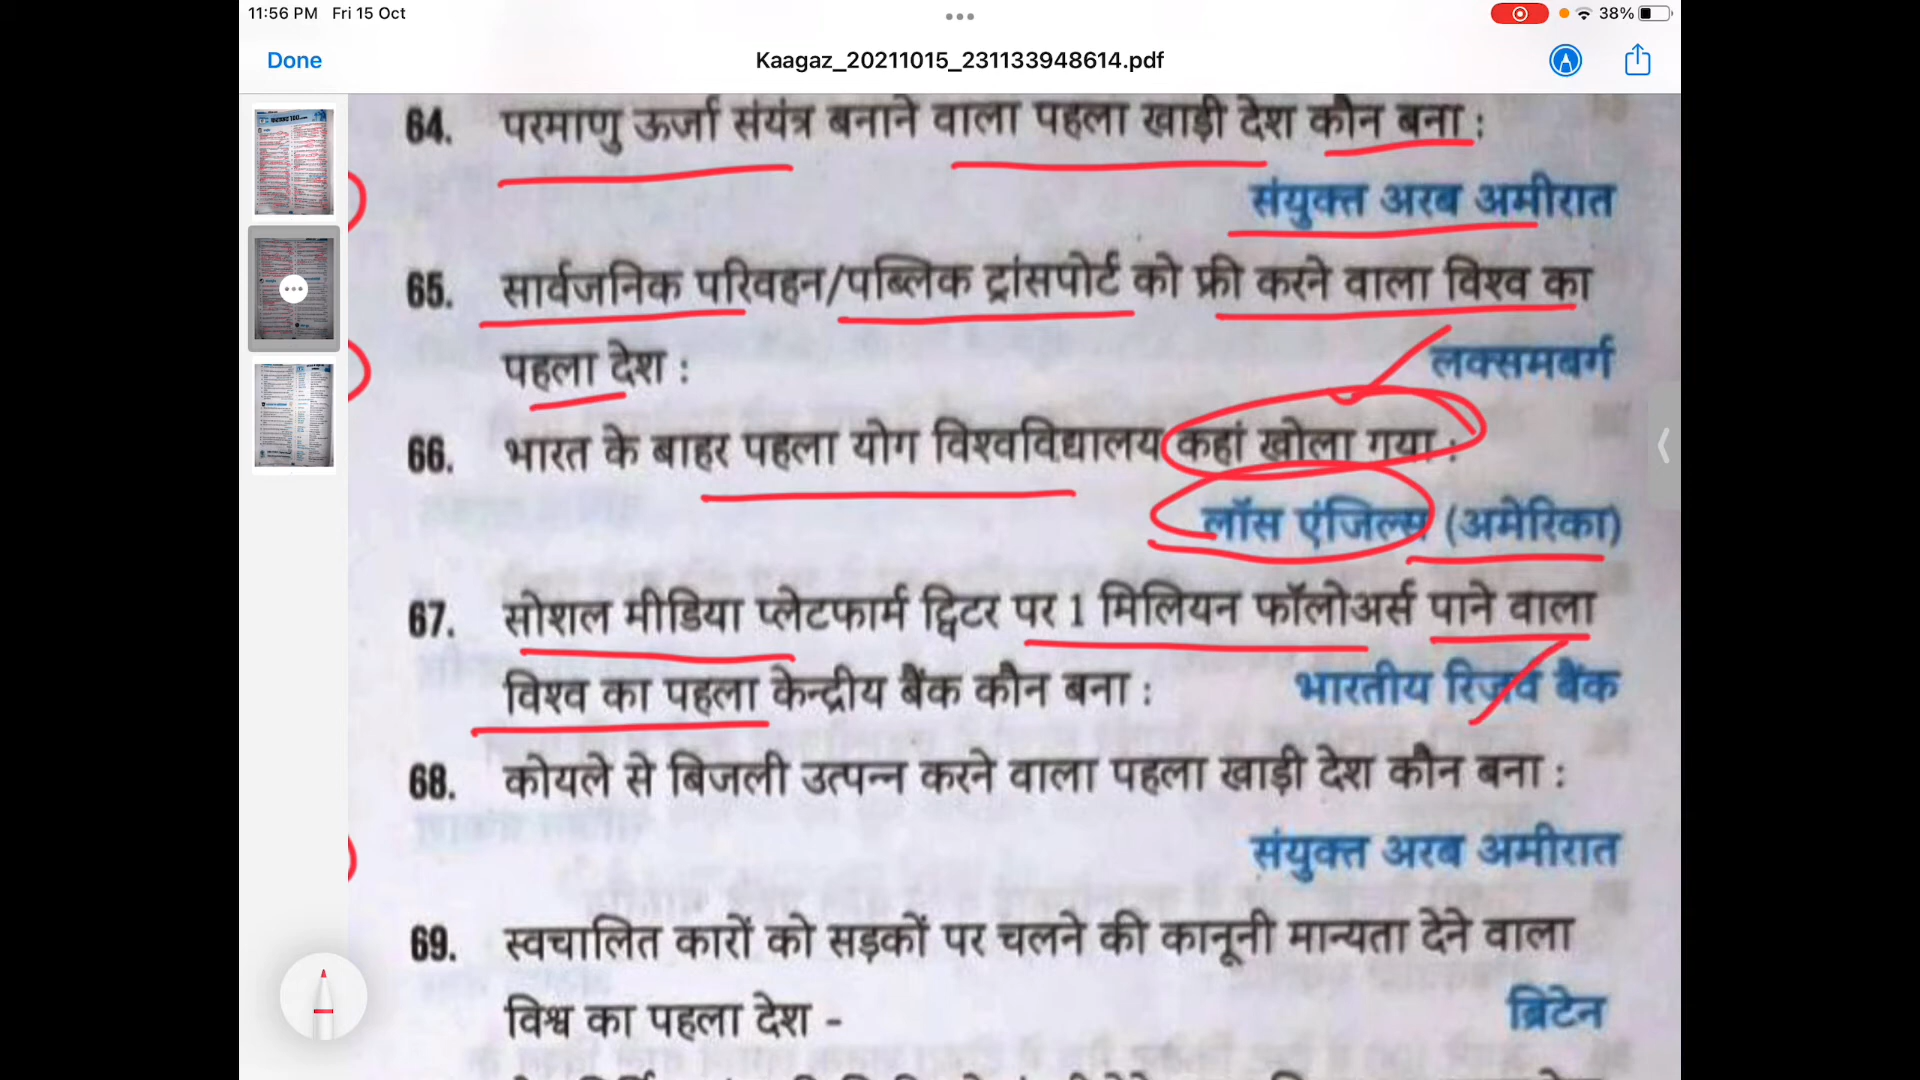 11:56 PM Fri 15 Oct
38%
Done
Kaagaz_20211015_231133948614.pdf
64. परमाणु ऊर्जा संयंत्र बनाने वाला पहला खाड़ी देश कौन बना :
संयुक्त अरब अमीरात
65. सार्वजनिक परिवहन/पब्लिक ट्रांसपोर्ट को फ्री करने वाला विश्व का
पहला देश : लक्समबर्ग
66. भारत के बाहर पहला योग विश्वविद्यालय कहां खोला गया :
लॉस एंजिल्स (अमेरिका)
67. सोशल मीडिया प्लेटफार्म ट्विटर पर 1 मिलियन फॉलोअर्स पाने वाला
विश्व का पहला केन्द्रीय बैंक कौन बना : भारतीय रिजर्व बैंक
68. कोयले से बिजली उत्पन्न करने वाला पहला खाड़ी देश कौन बना :
संयुक्त अरब अमीरात
69. स्वचालित कारों को सड़कों पर चलने की कानूनी मान्यता देने वाला
विश्व का पहला देश - ब्रिटेन